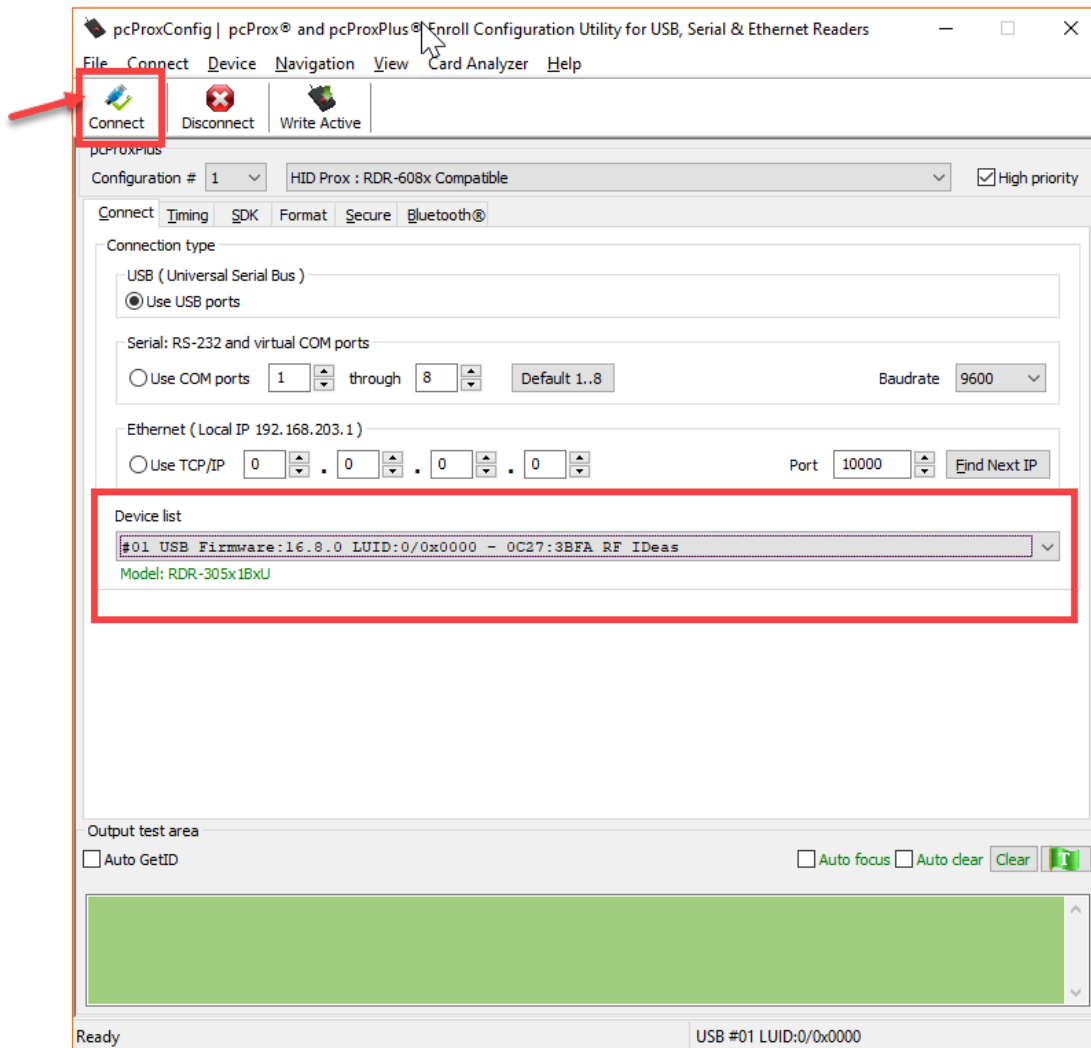 pcProxConfig | pcProx® and pcProxPlus® Enroll Configuration Utility for USB, Serial & Ethernet Readers
File Connect Device Navigation View Card Analyzer Help
Connect Disconnect Write Active
pcProxPlus
Configuration # 1 HID Prox : RDR-608x Compatible High priority
Connect Timing SDK Format Secure Bluetooth®
Connection type
USB ( Universal Serial Bus )
Use USB ports
Serial: RS-232 and virtual COM ports
Use COM ports 1 through 8 Default 1..8 Baudrate 9600
Ethernet ( Local IP 192.168.203.1 )
Use TCP/IP 0 . 0 . 0 . 0 Port 10000 Find Next IP
Device list
#01 USB Firmware:16.8.0 LUID:0/0x0000 - 0C27:3BFA RF IDeas
Model: RDR-305x1BxU
Output test area
Auto GetID Auto focus Auto clear Clear T
Ready USB #01 LUID:0/0x0000